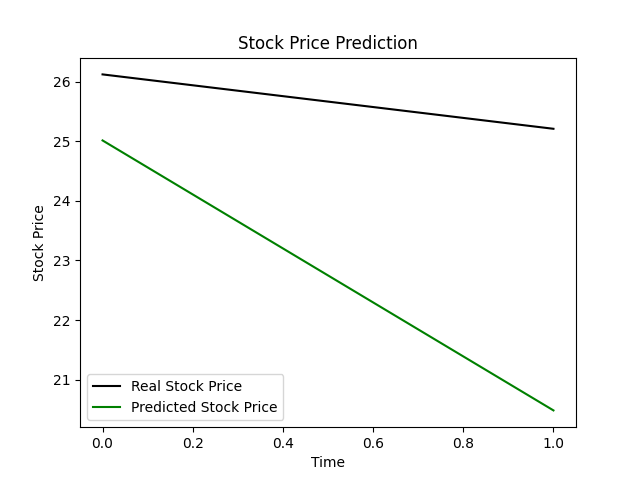 Stock Price Prediction
26
25
24
23
22
21
Stock Price
Real Stock Price
Predicted Stock Price
0.0 0.2 0.4 0.6 0.8 1.0
Time